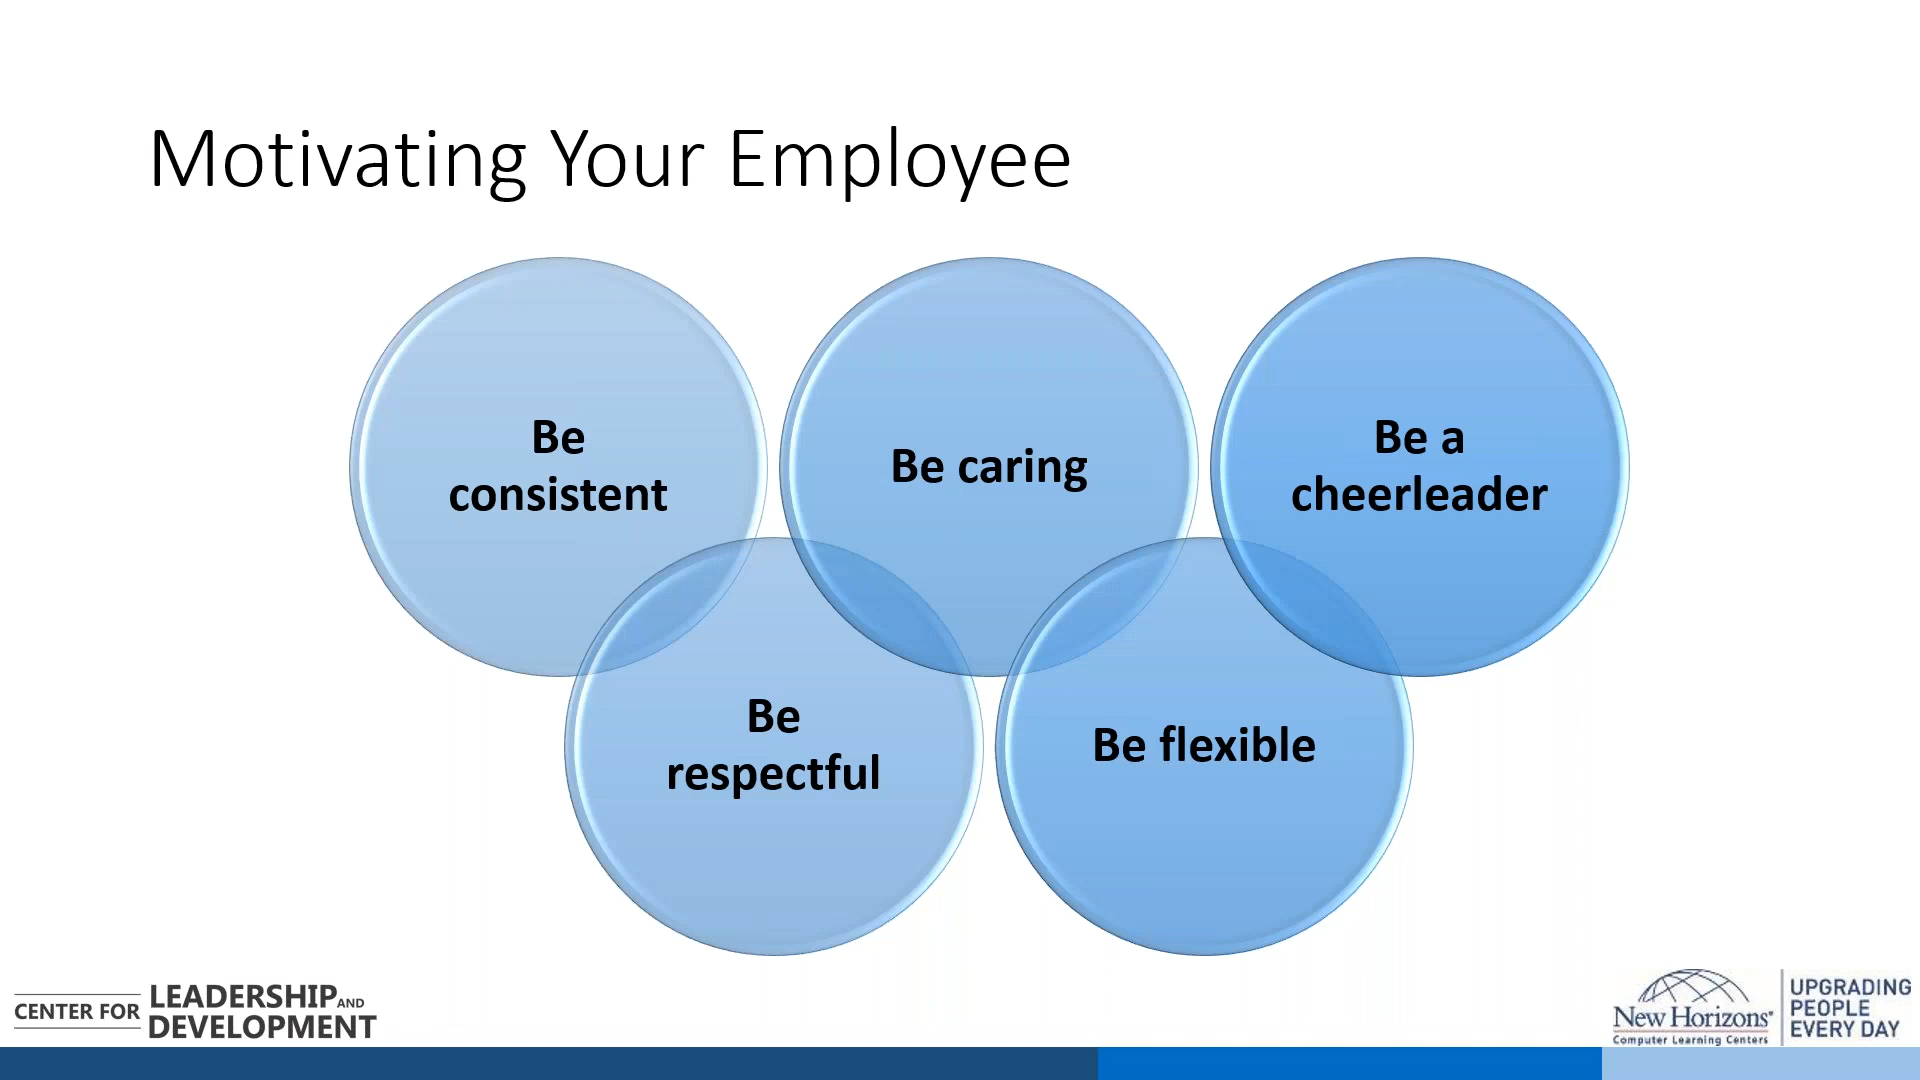 Motivating Your Employee
Be
consistent
Be caring
Be a
cheerleader
Be
respectful
Be flexible
CENTER FOR
LEADERSHIP AND
DEVELOPMENT
New Horizons®
Computer Learning Centers
UPGRADING
PEOPLE
EVERY DAY